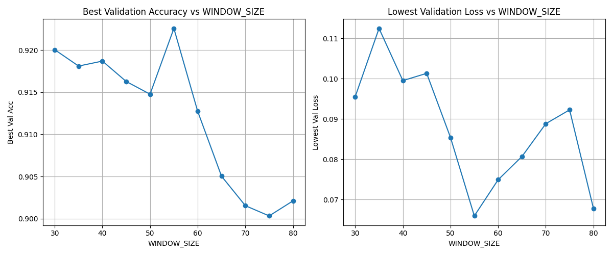 Best Validation Accuracy vs WINDOW_SIZE
Best Val Acc
0.920
0.915
0.910
0.905
0.900
30 40 50 60 70 80
WINDOW_SIZE
Lowest Validation Loss vs WINDOW_SIZE
Lowest Val Loss
0.11
0.10
0.09
0.08
0.07
30 40 50 60 70 80
WINDOW_SIZE